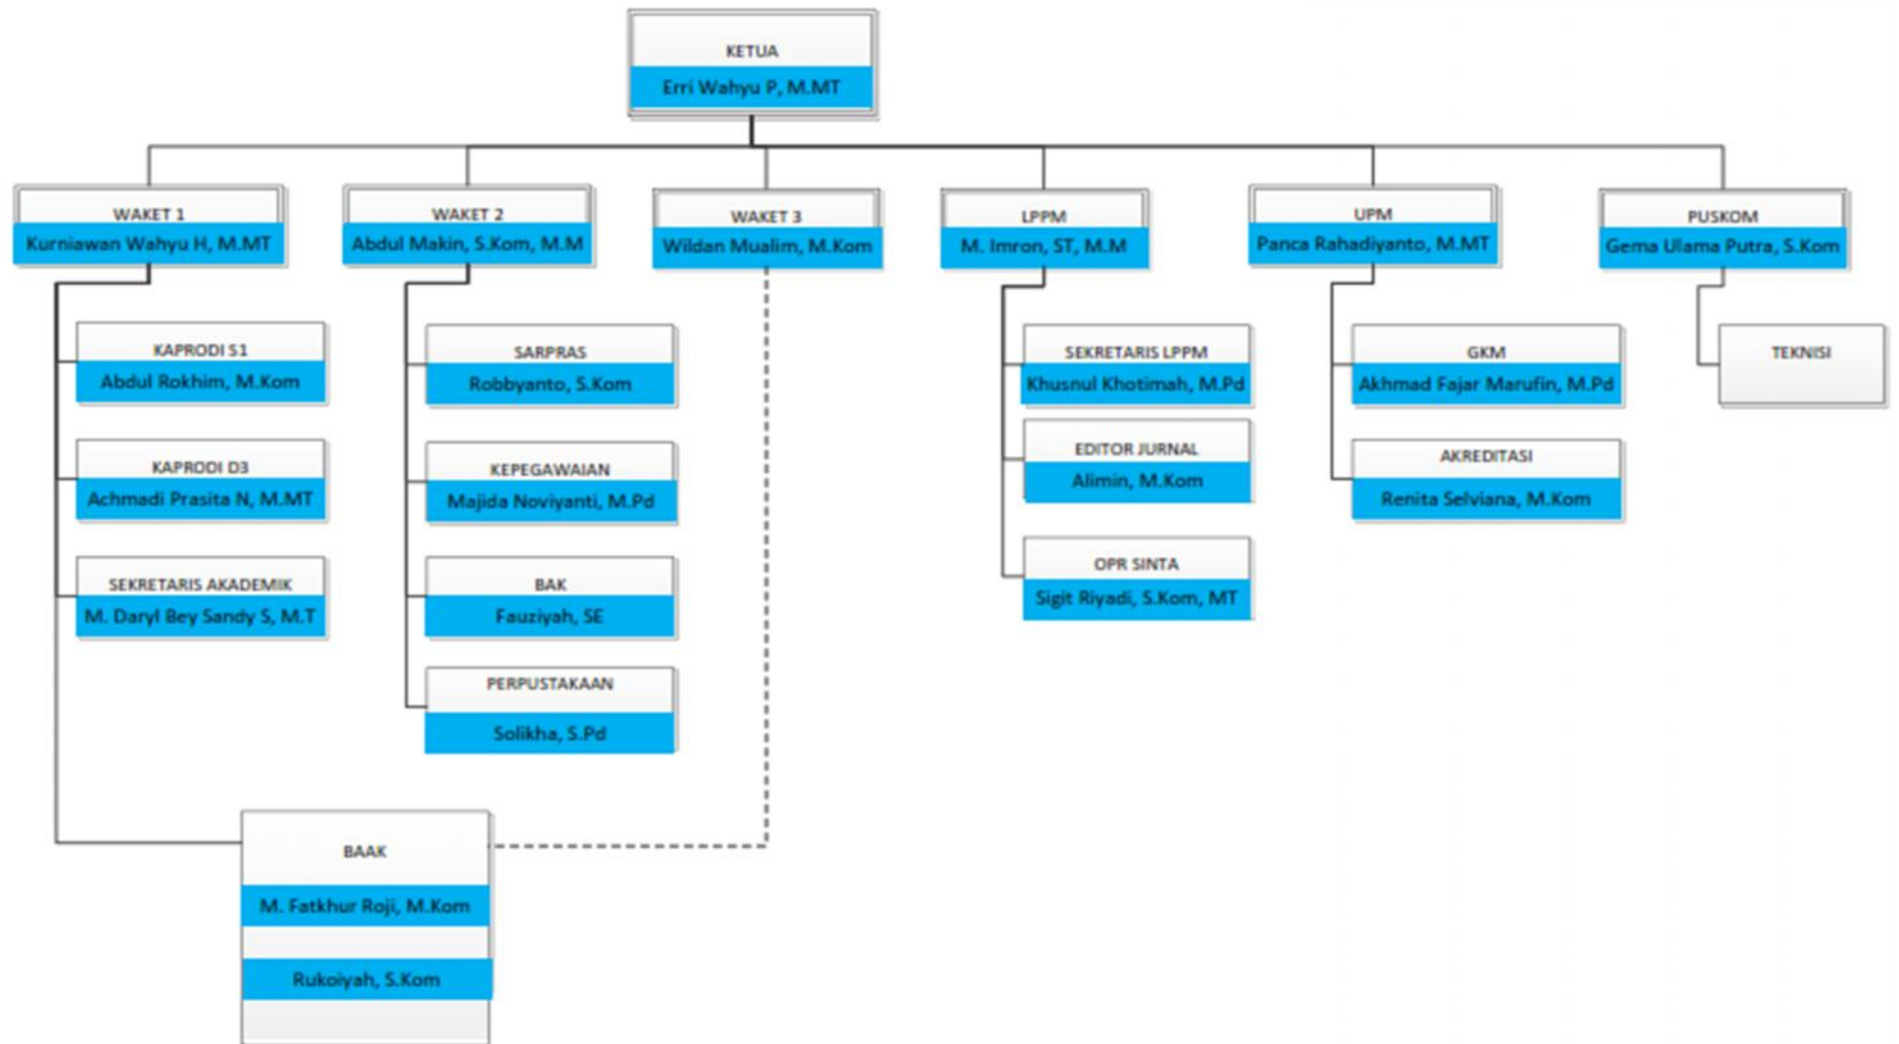 KETUA
Erri Wahyu P, M.MT
WAKET 1
Kurniawan Wahyu H, M.MT
WAKET 2
Abdul Makin, S.Kom, M.M
WAKET 3
Wildan Mualim, M.Kom
LPPM
M. Imron, ST, M.M
UPM
Panca Rahadiyanto, M.MT
PUSKOM
Gema Ulama Putra, S.Kom
KAPRODI S1
Abdul Rokhim, M.Kom
KAPRODI D3
Achmadi Prasita N, M.MT
SEKRETARIS AKADEMIK
M. Daryl Bey Sandy S, M.T
SARPRAS
Robbyanto, S.Kom
KEPEGAWAIAN
Majida Noviyanti, M.Pd
BAK
Fauziyah, SE
PERPUSTAKAAN
Solikha, S.Pd
SEKRETARIS LPPM
Khusnul Khotimah, M.Pd
EDITOR JURNAL
Alimin, M.Kom
OPR SINTA
Sigit Riyadi, S.Kom, MT
GKM
Akhmad Fajar Marufin, M.Pd
AKREDITASI
Renita Selviana, M.Kom
TEKNISI
BAAK
M. Fatkhur Roji, M.Kom
Rukoiyah, S.Kom